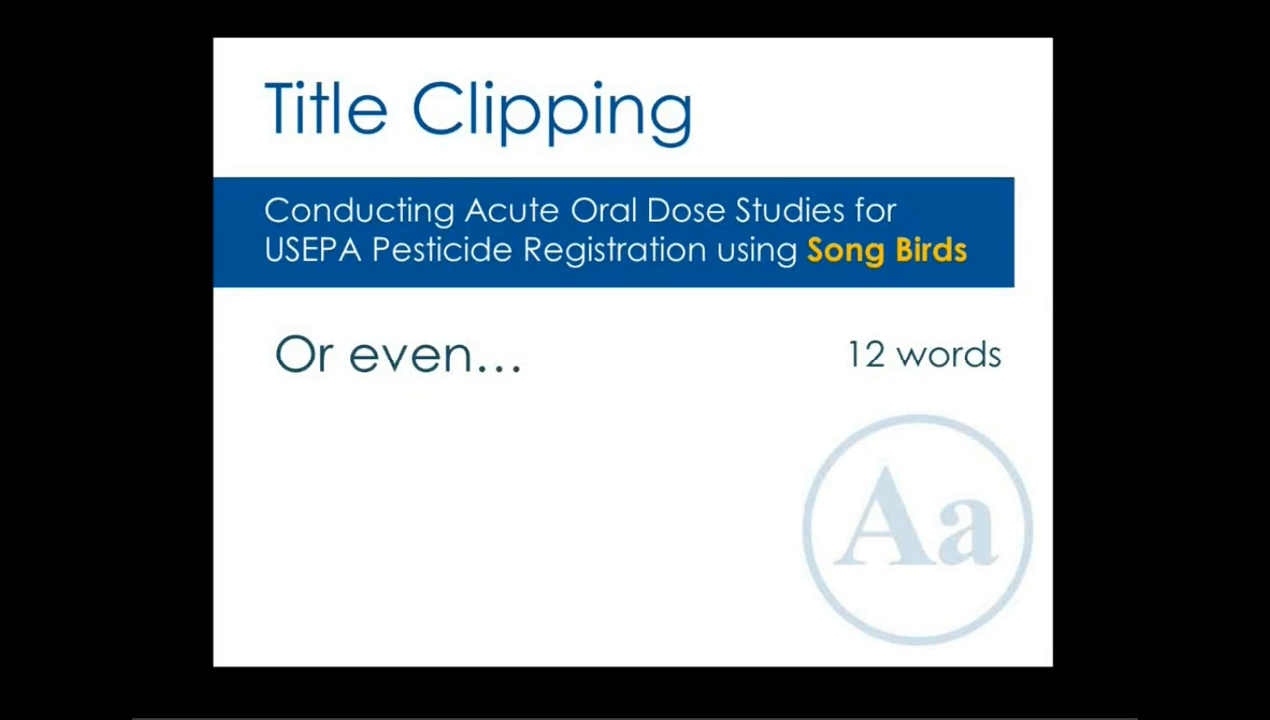 Title Clipping
Conducting Acute Oral Dose Studies for
USEPA Pesticide Registration using Song Birds
Or even...
12 words
Aa